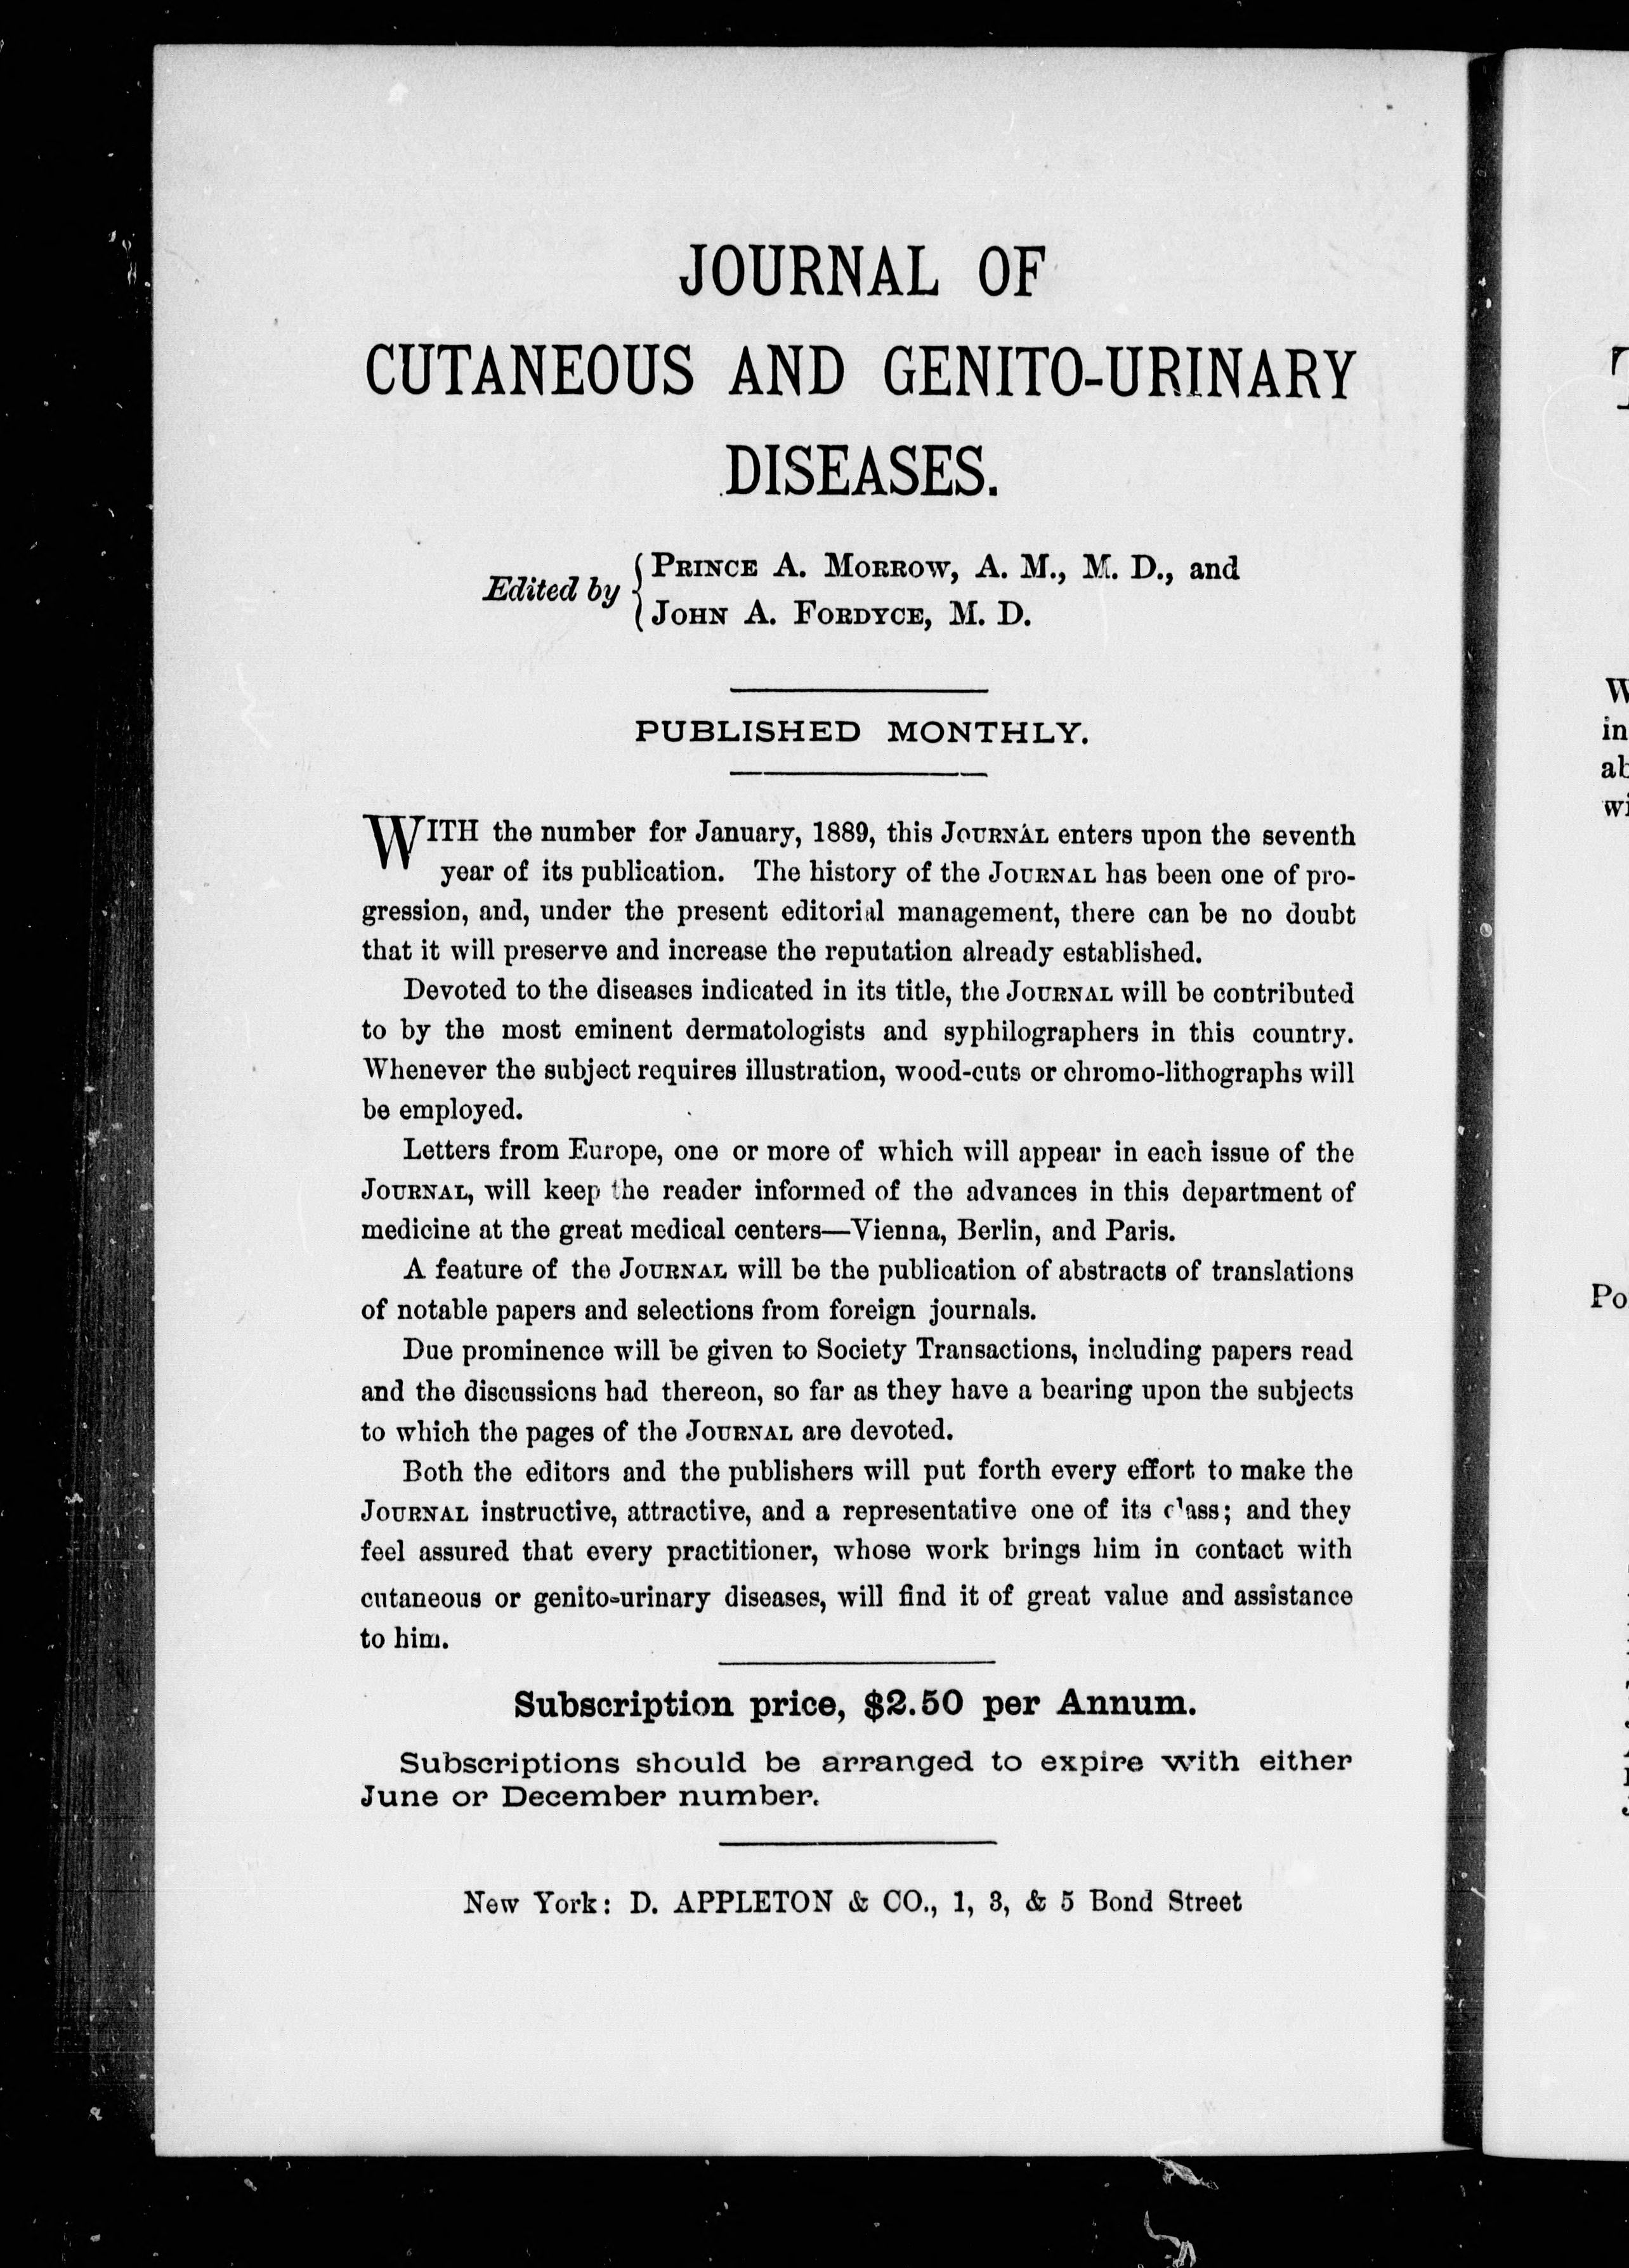 JOURNAL OF
CUTANEOUS AND GENITO-URINARY
DISEASES.
Edited by { PRINCE A. MORROW, A. M., M. D., and
JOHN A. FORDYCE, M. D.
PUBLISHED MONTHLY.
WITH the number for January, 1889, this JOURNAL enters upon the seventh
year of its publication. The history of the JOURNAL has been one of pro-
gression, and, under the present editorial management, there can be no doubt
that it will preserve and increase the reputation already established.
Devoted to the diseases indicated in its title, the JOURNAL will be contributed
to by the most eminent dermatologists and syphilographers in this country.
Whenever the subject requires illustration, wood-cuts or chromo-lithographs will
be employed.
Letters from Europe, one or more of which will appear in each issue of the
JOURNAL, will keep the reader informed of the advances in this department of
medicine at the great medical centers—Vienna, Berlin, and Paris.
A feature of the JOURNAL will be the publication of abstracts of translations
of notable papers and selections from foreign journals.
Due prominence will be given to Society Transactions, including papers read
and the discussions had thereon, so far as they have a bearing upon the subjects
to which the pages of the JOURNAL are devoted.
Both the editors and the publishers will put forth every effort to make the
JOURNAL instructive, attractive, and a representative one of its class; and they
feel assured that every practitioner, whose work brings him in contact with
cutaneous or genito-urinary diseases, will find it of great value and assistance
to him.
Subscription price, $2.50 per Annum.
Subscriptions should be arranged to expire with either
June or December number.
New York: D. APPLETON & CO., 1, 3, & 5 Bond Street